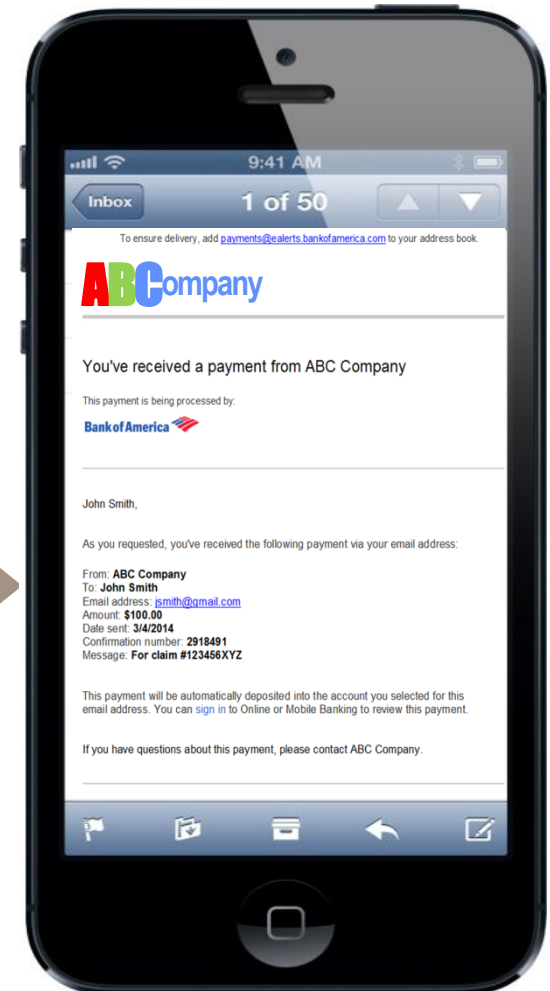 9:41 AM
Inbox
1 of 50
To ensure delivery, add payments@ealerts.bankofamerica.com to your address book.
ABCompany
You've received a payment from ABC Company
This payment is being processed by:
Bank of America
John Smith,
As you requested, you've received the following payment via your email address:
From: ABC Company
To: John Smith
Email address: jsmith@gmail.com
Amount: $100.00
Date sent: 3/4/2014
Confirmation number: 2918491
Message: For claim #123456XYZ
This payment will be automatically deposited into the account you selected for this
email address. You can sign in to Online or Mobile Banking to review this payment.
If you have questions about this payment, please contact ABC Company.